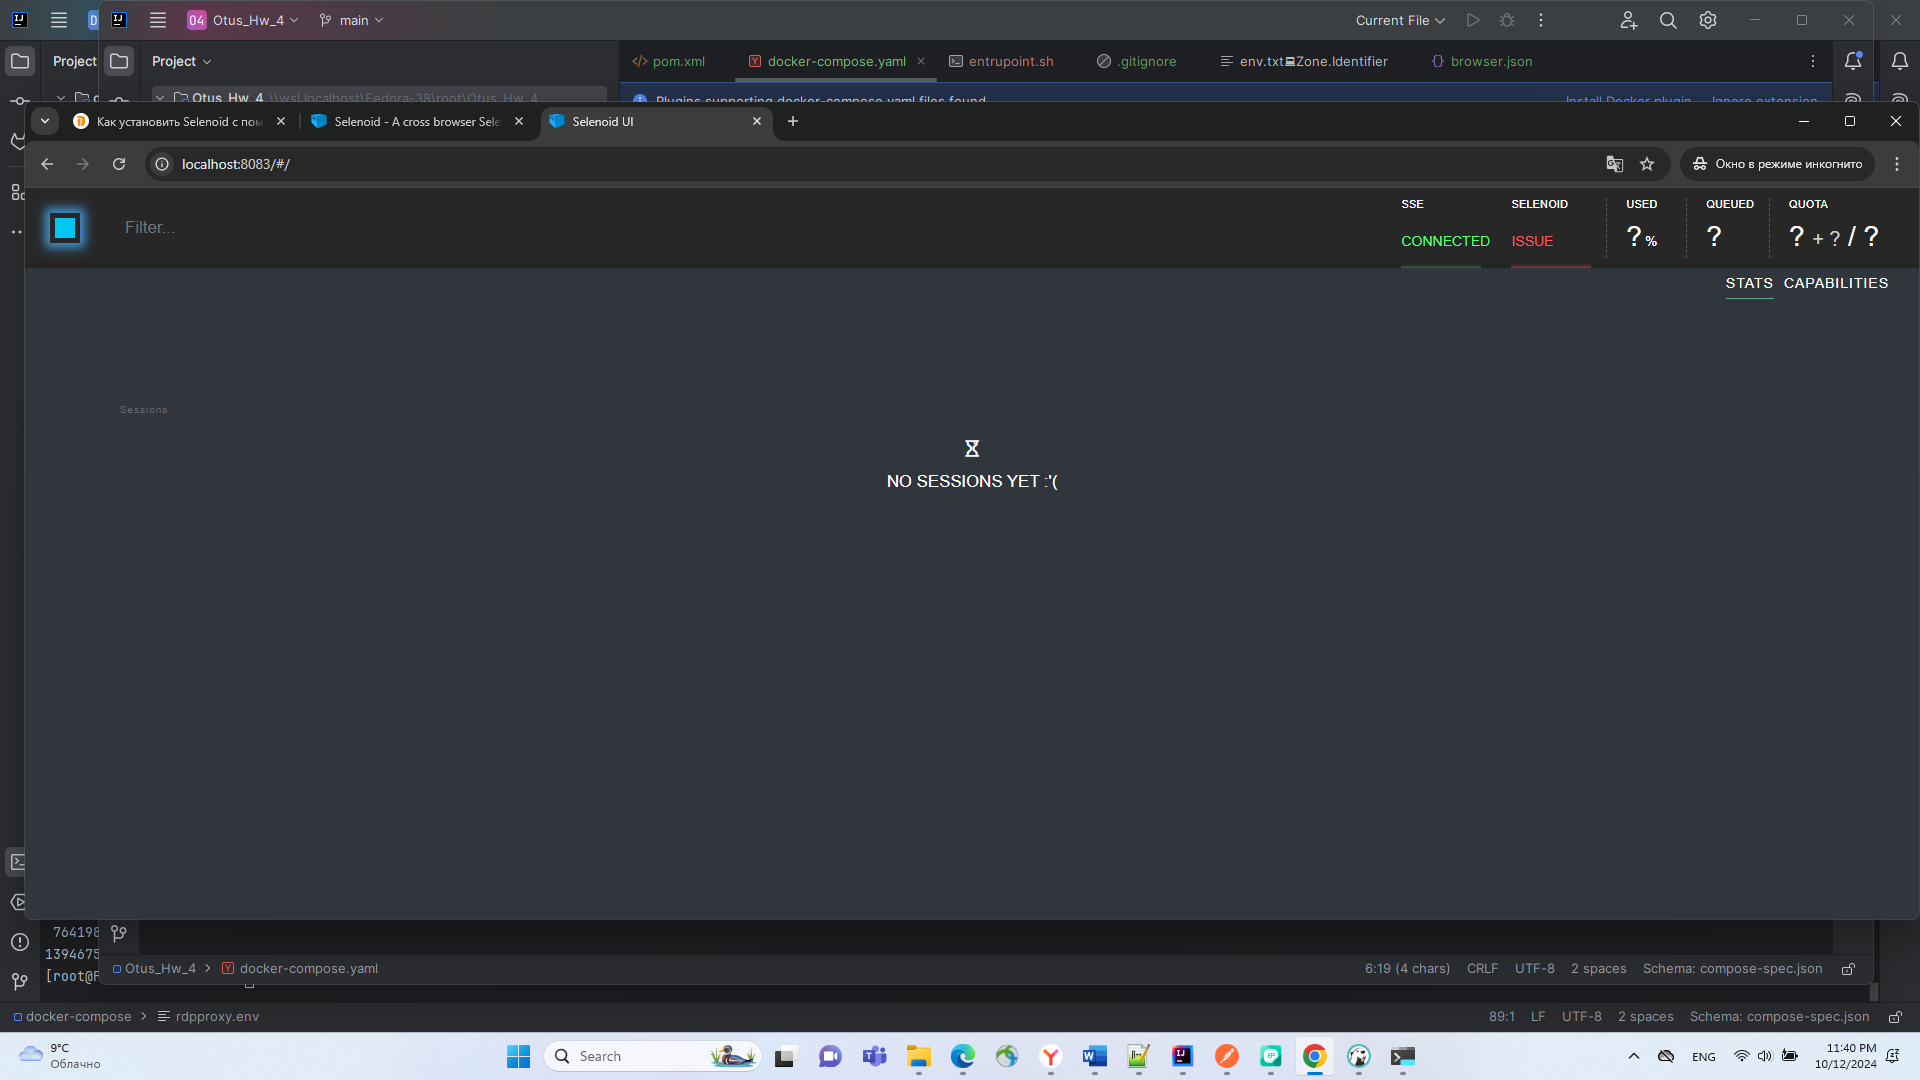 04 Otus_Hw_4 main Current File
Project Project pom.xml docker-compose.yaml entrupoint.sh .gitignore env.txt Zone.Identifier browser.json
Otus_Hw_4 \\wsl.localhost\Fedora-38\root\Otus_Hw_4 Plugins supporting docker-compose.yaml files found. Install Docker plugin Ignore extension
Как установить Selenoid с пом Selenoid - A cross browser Sele Selenoid UI
localhost:8083/#/ Окно в режиме инкогнито
Filter...
SSE SELENOID USED QUEUED QUOTA
CONNECTED ISSUE ? % ? ? + ? / ?
STATS CAPABILITIES
Sessions
NO SESSIONS YET :'(
764198
1394675
Otus_Hw_4 docker-compose.yaml 6:19 (4 chars) CRLF UTF-8 2 spaces Schema: compose-spec.json
[root@F
docker-compose rdpproxy.env 89:1 LF UTF-8 2 spaces Schema: compose-spec.json
9°C
Облачно
Search
ENG
11:40 PM
10/12/2024